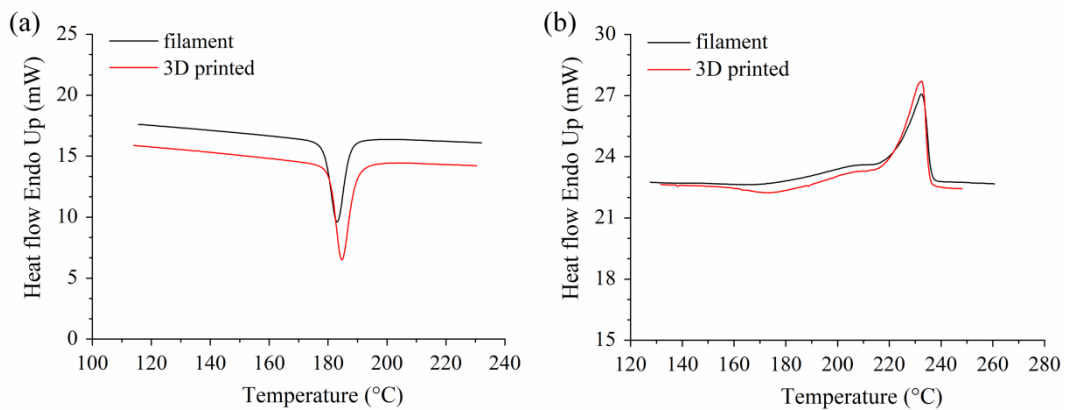 (a)
filament
3D printed
Heat flow Endo Up (mW)
25
20
15
10
5
0
100 120 140 160 180 200 220 240
Temperature (°C)
(b)
filament
3D printed
Heat flow Endo Up (mW)
30
27
24
21
18
15
120 140 160 180 200 220 240 260 280
Temperature (°C)